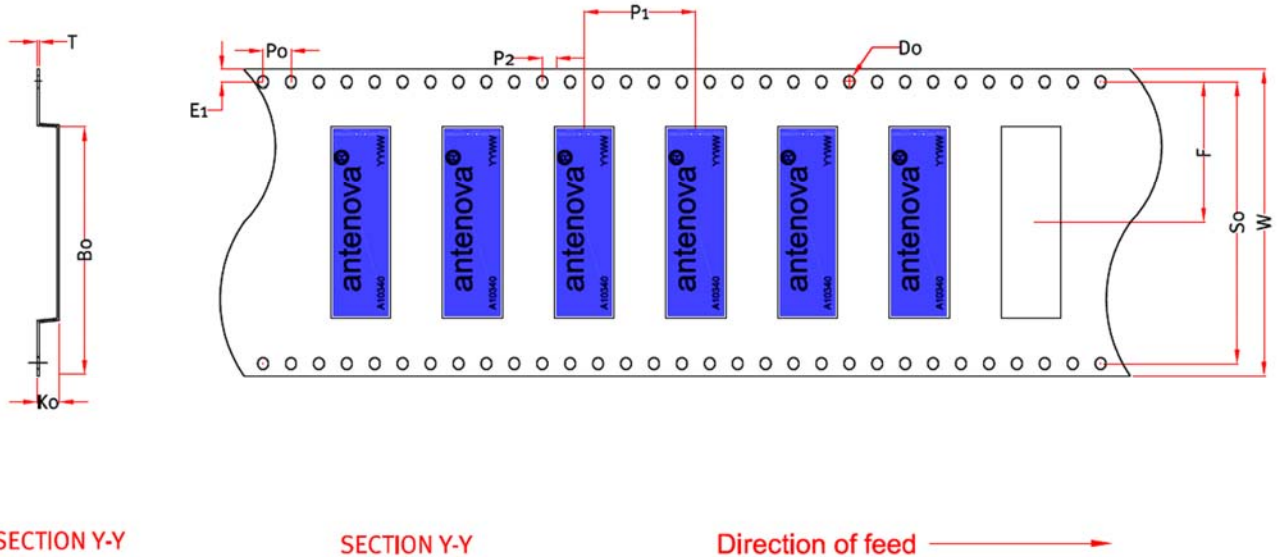 P1
T
Po
P2
Do
E1
F
Bo
So
W
antenova®
YYWW
A10340
antenova®
YYWW
A10340
antenova®
YYWW
A10340
antenova®
YYWW
A10340
antenova®
YYWW
A10340
antenova®
YYWW
A10340
Ko
SECTION Y-Y
SECTION Y-Y
Direction of feed